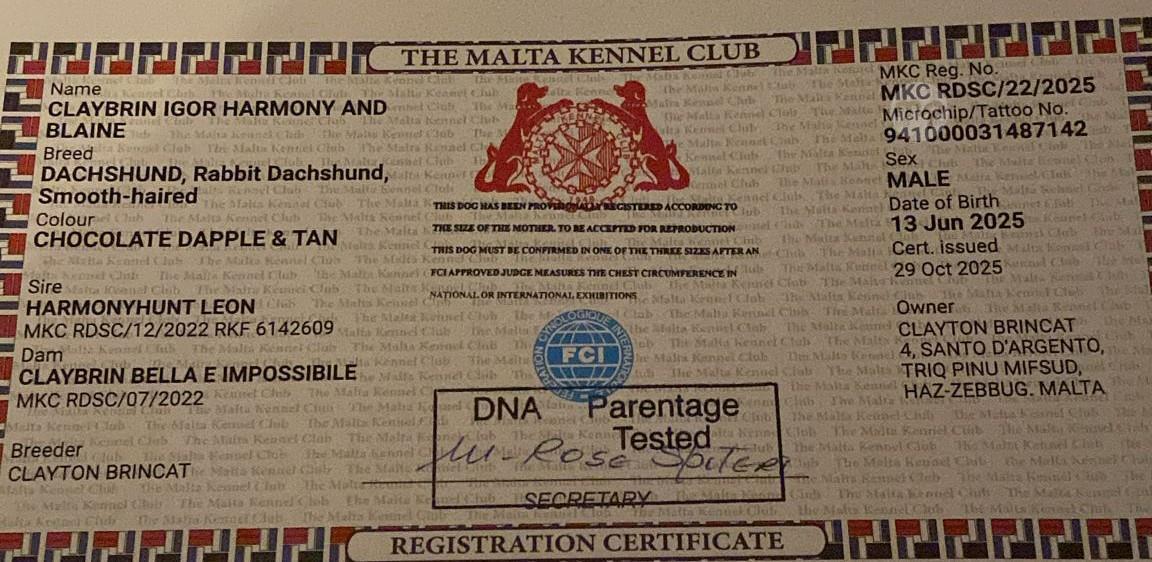 THE MALTA KENNEL CLUB
Name
CLAYBRIN IGOR HARMONY AND
BLAINE
Breed
DACHSHUND, Rabbit Dachshund,
Smooth-haired
Colour
CHOCOLATE DAPPLE & TAN
Sire
HARMONYHUNT LEON
MKC RDSC/12/2022 RKF 6142609
Dam
CLAYBRIN BELLA E IMPOSSIBILE
MKC RDSC/07/2022
Breeder
CLAYTON BRINCAT
THIS DOG HAS BEEN PROVISIONALLY REGISTERED ACCORDING TO
THE SIZE OF THE MOTHER. TO BE ACCEPTED FOR REPRODUCTION
THIS DOG MUST BE CONFIRMED IN ONE OF THE THREE SIZES AFTER AN
FCI APPROVED JUDGE MEASURES THE CHEST CIRCUMFERENCE IN
NATIONAL OR INTERNATIONAL EXHIBITIONS
FCI
DNA Parentage
Tested
M-Rose Spiteri
SECRETARY
MKC Reg. No.
MKC RDSC/22/2025
Microchip/Tattoo No.
941000031487142
Sex
MALE
Date of Birth
13 Jun 2025
Cert. issued
29 Oct 2025
Owner
CLAYTON BRINCAT
4, SANTO D'ARGENTO,
TRIQ PINU MIFSUD,
HAZ-ZEBBUG. MALTA
REGISTRATION CERTIFICATE